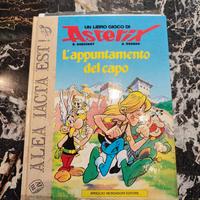 UN LIBRO GIOCO DI
Asterix
R. GOSCINNY A. UDERZO
L'appuntamento
del capo
ALEA IACTA EST!
ARNOLDO MONDADORI EDITORE